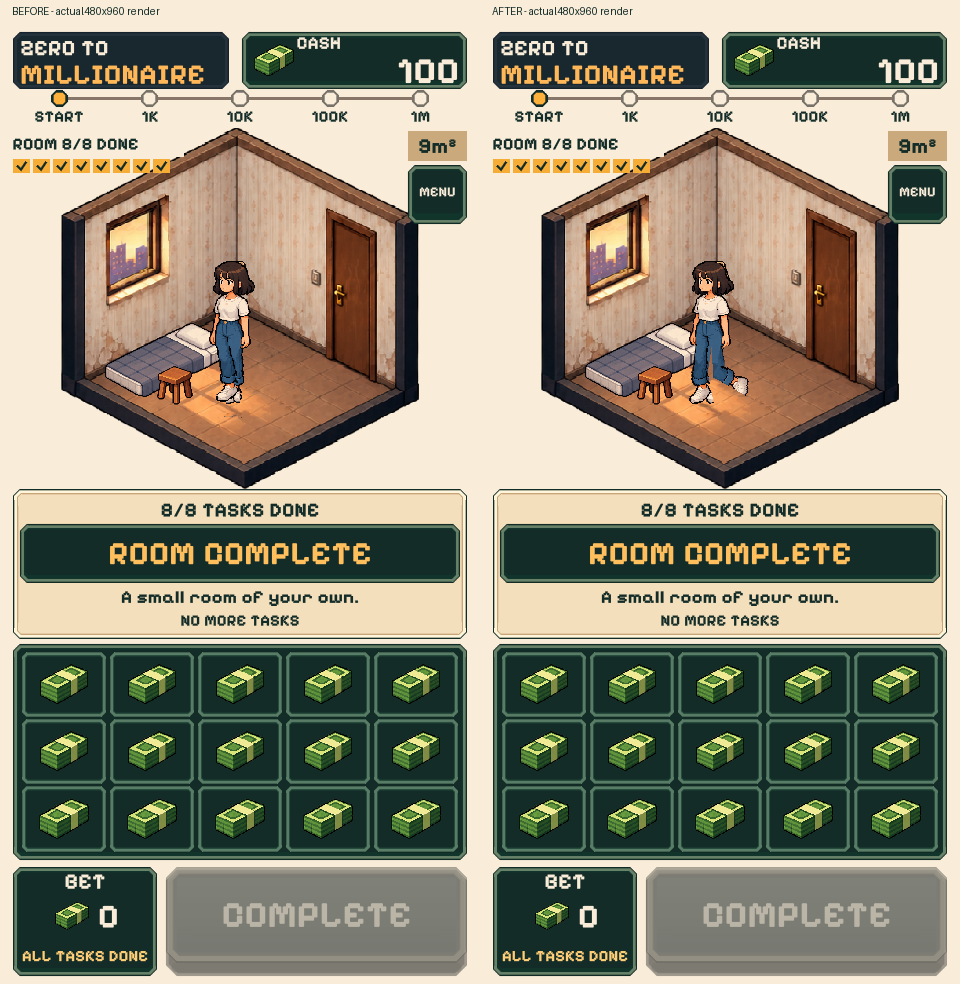 BEFORE - actual480x960 render
ZERO TO
MILLIONAIRE
CASH
100
START 1K 10K 100K 1M
ROOM 8/8 DONE
9m²
MENU
8/8 TASKS DONE
ROOM COMPLETE
A small room of your own.
NO MORE TASKS
BET
0
ALL TASKS DONE
COMPLETE
AFTER - actual480x960 render
ZERO TO
MILLIONAIRE
CASH
100
START 1K 10K 100K 1M
ROOM 8/8 DONE
9m²
MENU
8/8 TASKS DONE
ROOM COMPLETE
A small room of your own.
NO MORE TASKS
BET
0
ALL TASKS DONE
COMPLETE